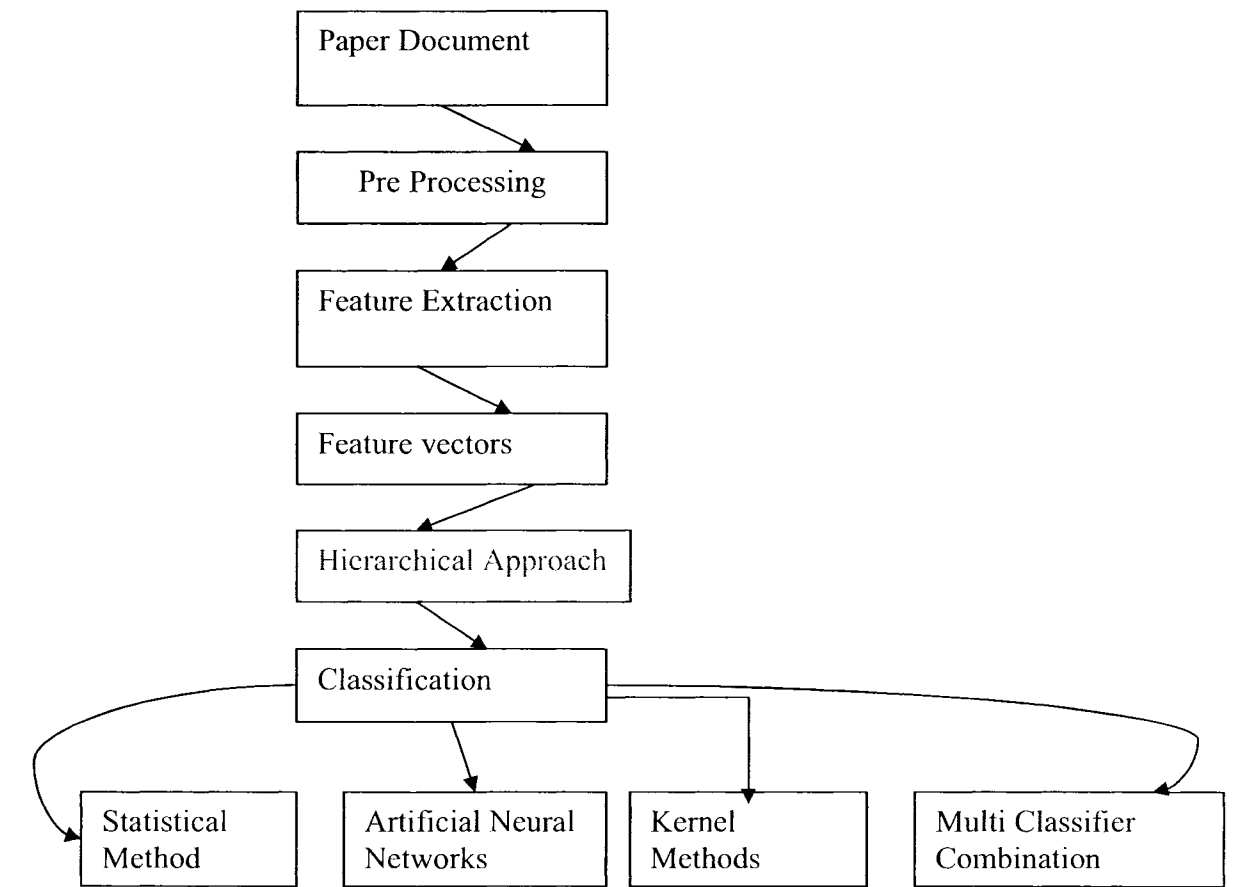 Paper Document
Pre Processing
Feature Extraction
Feature vectors
Hierarchical Approach
Classification
Statistical
Method
Artificial Neural
Networks
Kernel
Methods
Multi Classifier
Combination